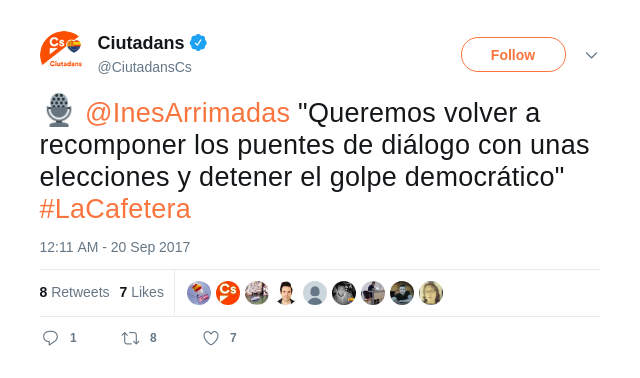 Cs
Ciutadans
Ciutadans
@CiutadansCs
Follow
@InesArrimadas "Queremos volver a
recomponer los puentes de diálogo con unas
elecciones y detener el golpe democrático"
#LaCafetera
12:11 AM - 20 Sep 2017
8 Retweets 7 Likes
Cs
1 8 7